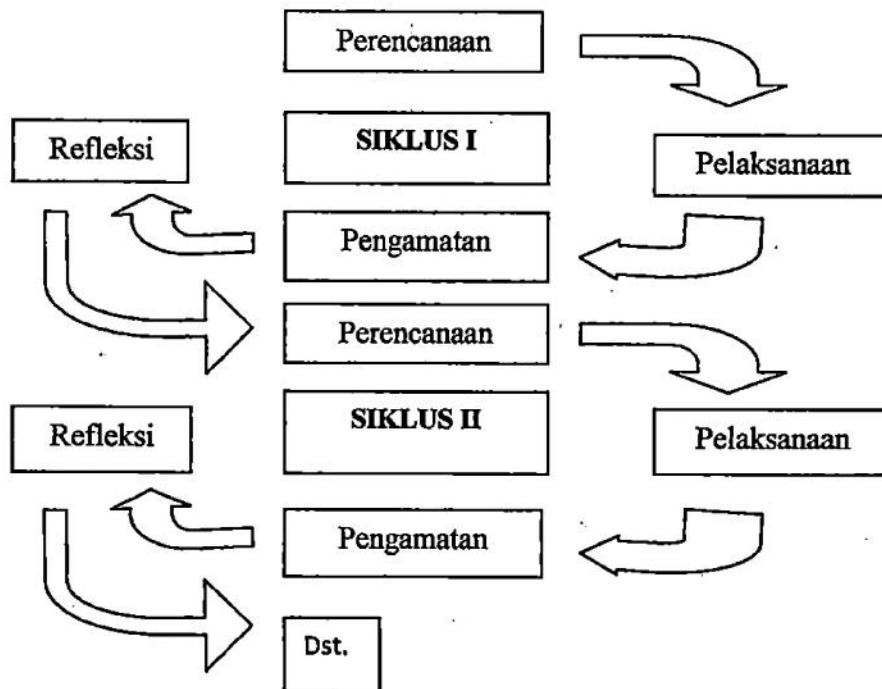 Perencanaan
SIKLUS I
Refleksi
Pelaksanaan
Pengamatan
Perencanaan
SIKLUS II
Refleksi
Pelaksanaan
Pengamatan
Dst.